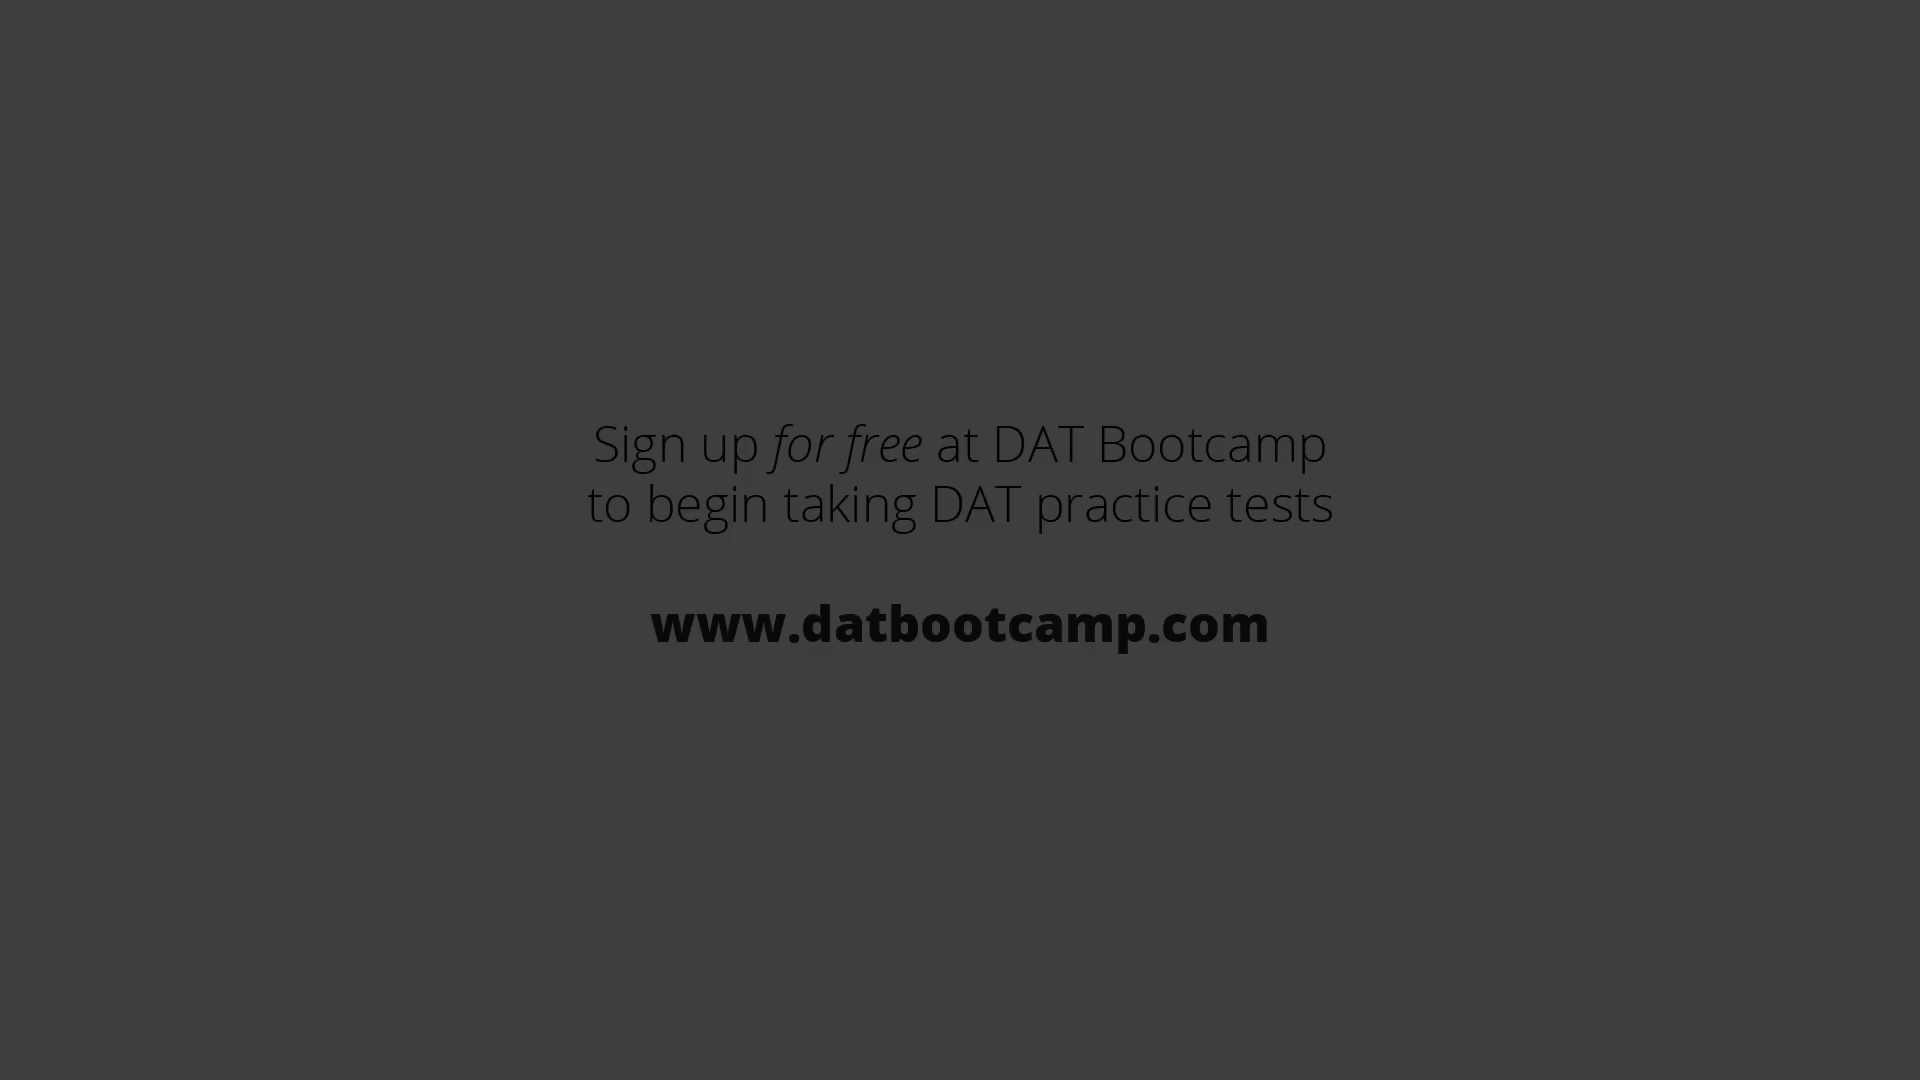 Sign up for free at DAT Bootcamp
to begin taking DAT practice tests
www.datbootcamp.com